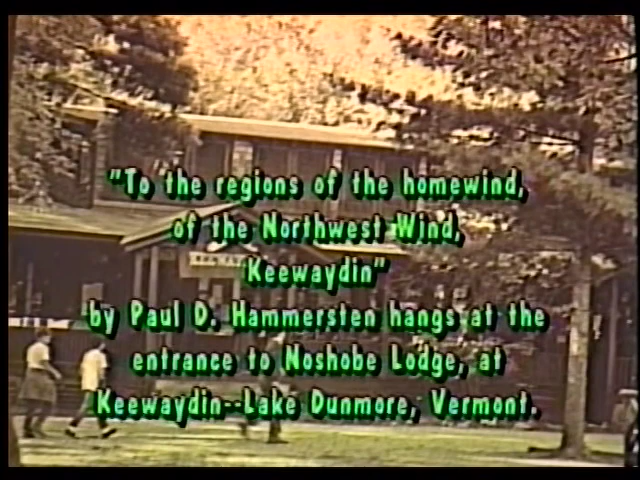 "To the regions of the homewind,
of the Northwest Wind,
Keewaydin"
by Paul D. Hammersten hangs at the
entrance to Noshobe Lodge, at
Keewaydin--Lake Dunmore, Vermont.